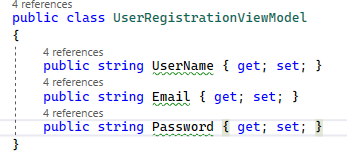 4 references
public class UserRegistrationViewModel
{
4 references
public string UserName { get; set; }
4 references
public string Email { get; set; }
4 references
public string Password { get; set; }
}